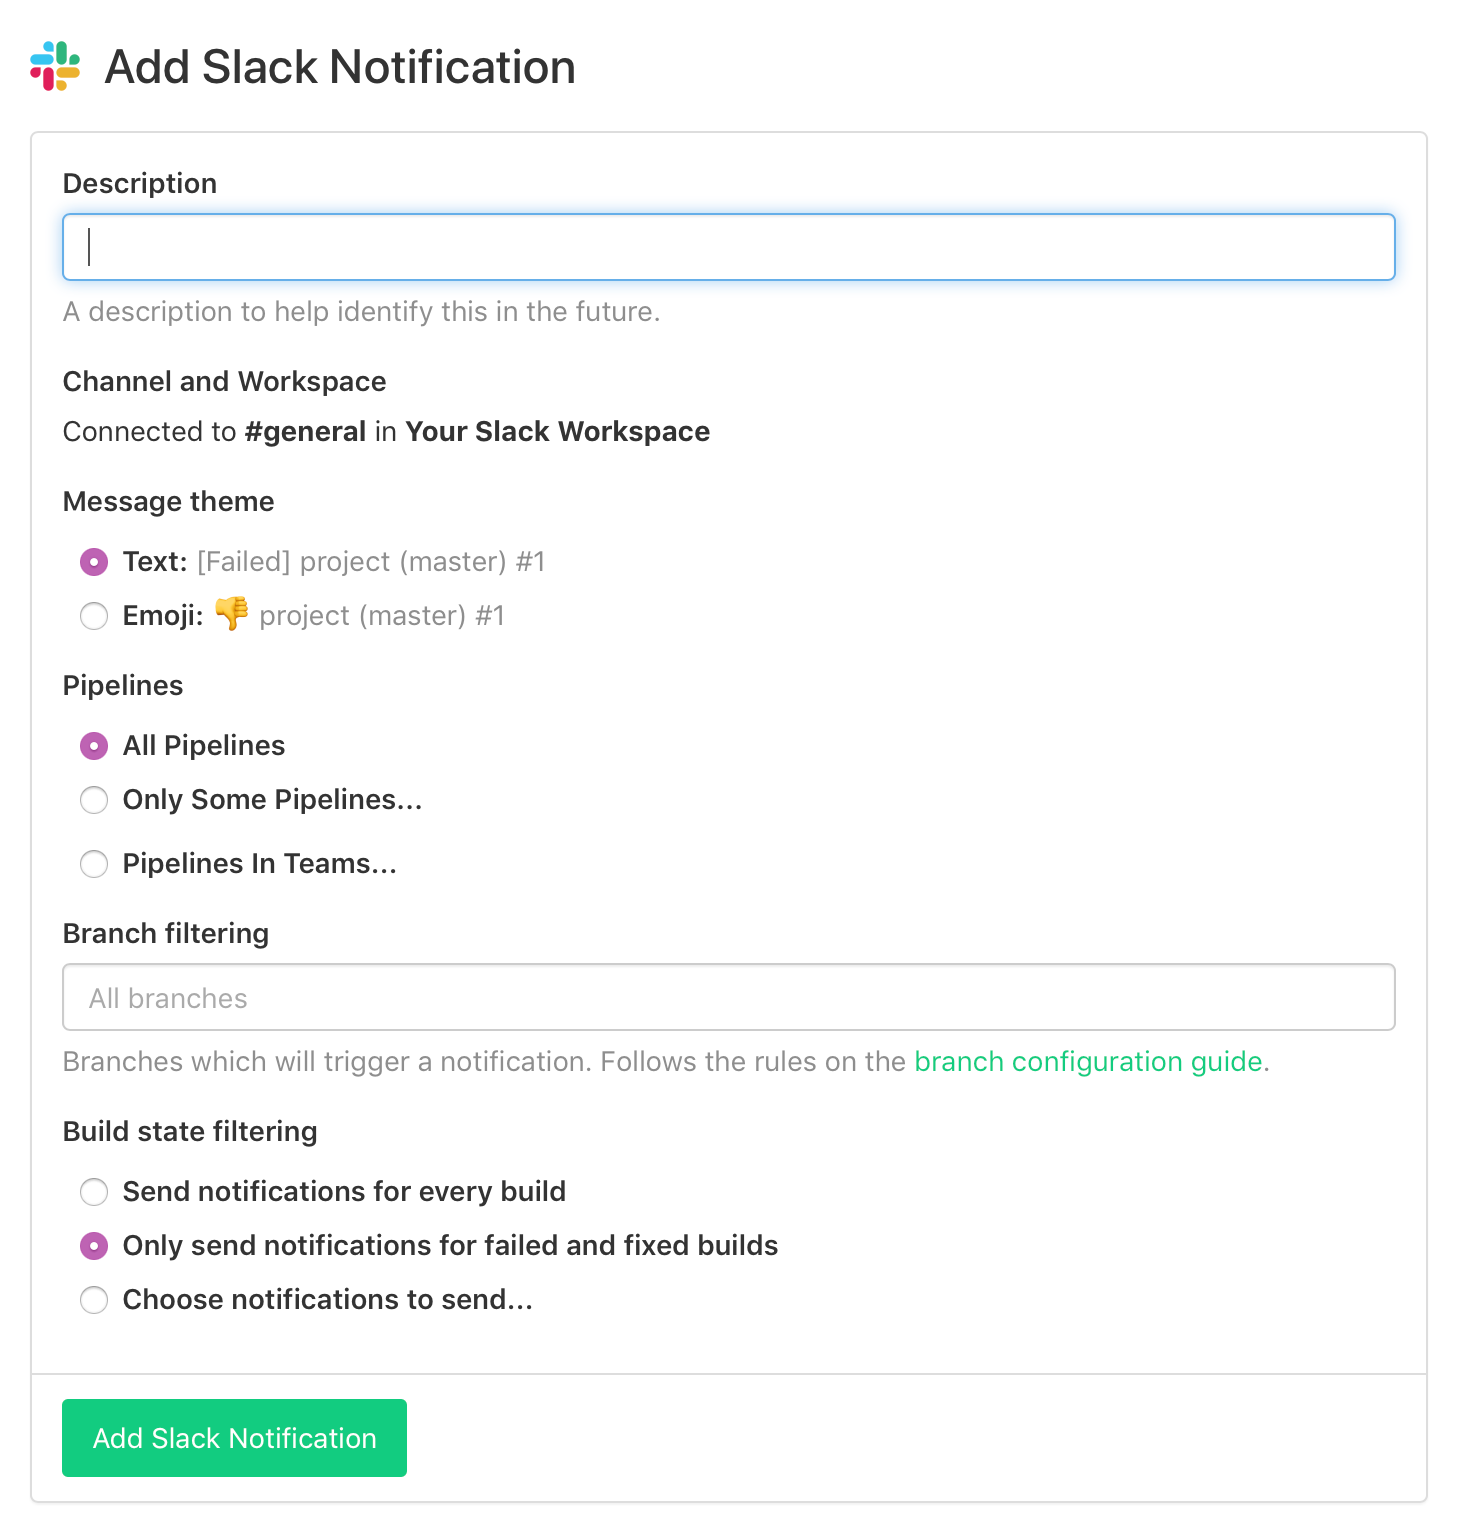 Add Slack Notification
Description
A description to help identify this in the future.
Channel and Workspace
Connected to #general in Your Slack Workspace
Message theme
Text: [Failed] project (master) #1
Emoji: 👎 project (master) #1
Pipelines
All Pipelines
Only Some Pipelines...
Pipelines In Teams...
Branch filtering
All branches
Branches which will trigger a notification. Follows the rules on the branch configuration guide.
Build state filtering
Send notifications for every build
Only send notifications for failed and fixed builds
Choose notifications to send...
Add Slack Notification